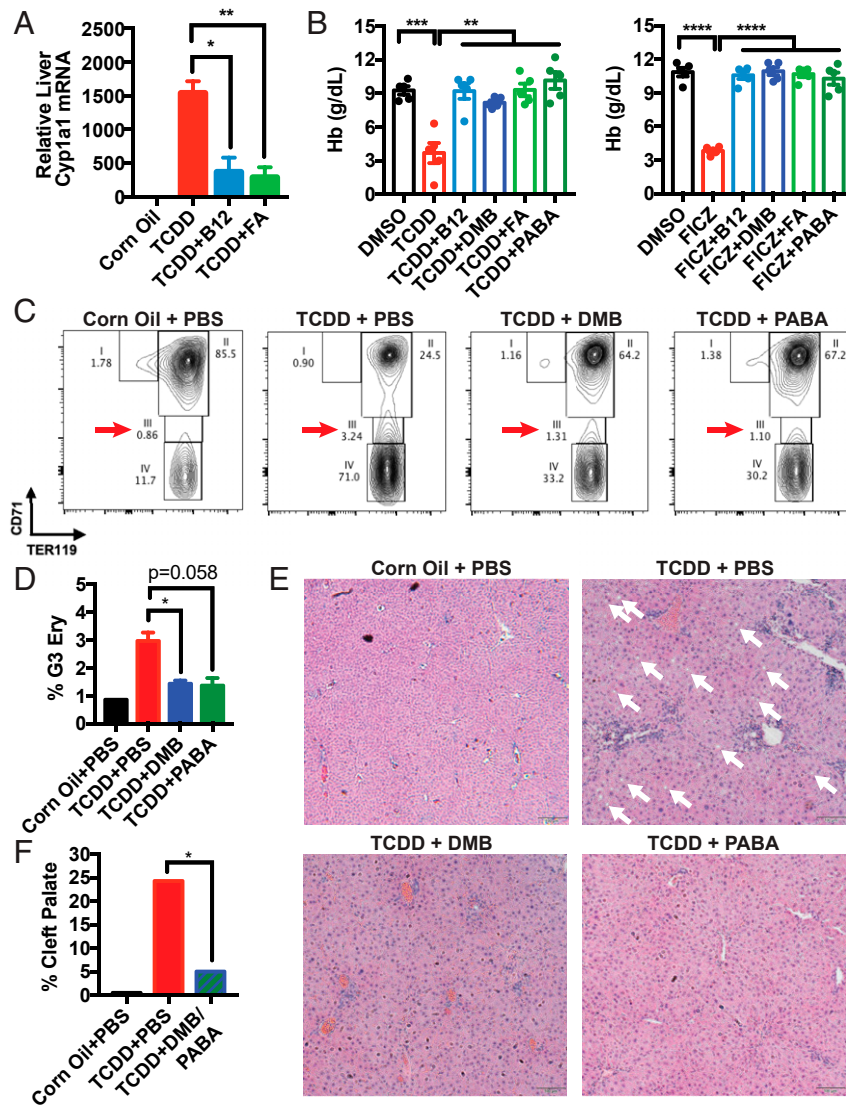 A
Relative Liver
Cyp1a1 mRNA
2500
2000
1500
1000
500
0
**
*
Corn Oil
TCDD
TCDD+B12
TCDD+FA
B
Hb (g/dL)
15
12
9
6
3
0
***
**
DMSO
TCDD
TCDD+B12
TCDD+DMB
TCDD+FA
TCDD+PABA
Hb (g/dL)
15
12
9
6
3
0
****
****
DMSO
FICZ
FICZ+B12
FICZ+DMB
FICZ+FA
FICZ+PABA
C
Corn Oil + PBS
I
1.78
II
85.5
III
0.86
IV
11.7
TCDD + PBS
I
0.90
II
24.5
III
3.24
IV
71.0
TCDD + DMB
I
1.16
II
64.2
III
1.31
IV
33.2
TCDD + PABA
I
1.38
II
67.2
III
1.10
IV
30.2
CD71
TER119
D
% G3 Ery
5
4
3
2
1
0
p=0.058
*
Corn Oil+PBS
TCDD+PBS
TCDD+DMB
TCDD+PABA
E
Corn Oil + PBS
TCDD + PBS
TCDD + DMB
TCDD + PABA
F
% Cleft Palate
30
25
20
15
10
5
0
*
Corn Oil+PBS
TCDD+PBS
TCDD+DMB/
PABA